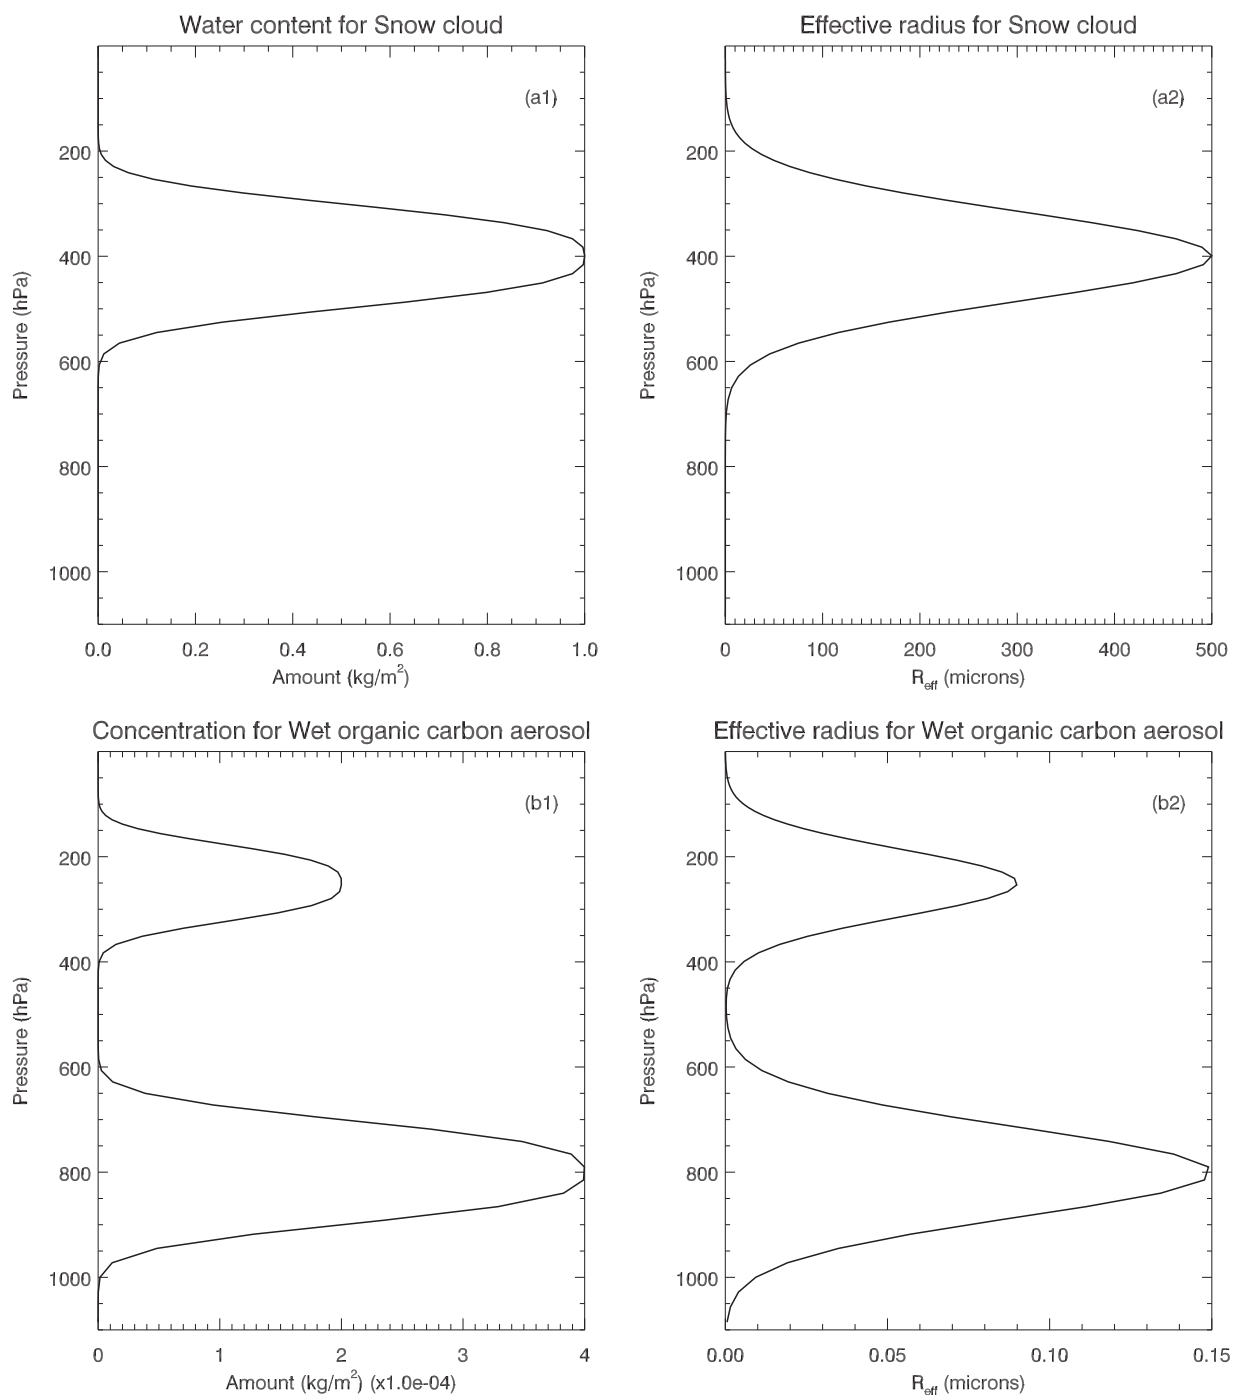 Water content for Snow cloud
(a1)
200
400
600
800
1000
Pressure (hPa)
0.0 0.2 0.4 0.6 0.8 1.0
Amount (kg/m²)
Effective radius for Snow cloud
(a2)
200
400
600
800
1000
Pressure (hPa)
0 100 200 300 400 500
Reff (microns)
Concentration for Wet organic carbon aerosol
(b1)
200
400
600
800
1000
Pressure (hPa)
0 1 2 3 4
Amount (kg/m²) (x1.0e-04)
Effective radius for Wet organic carbon aerosol
(b2)
200
400
600
800
1000
Pressure (hPa)
0.00 0.05 0.10 0.15
Reff (microns)